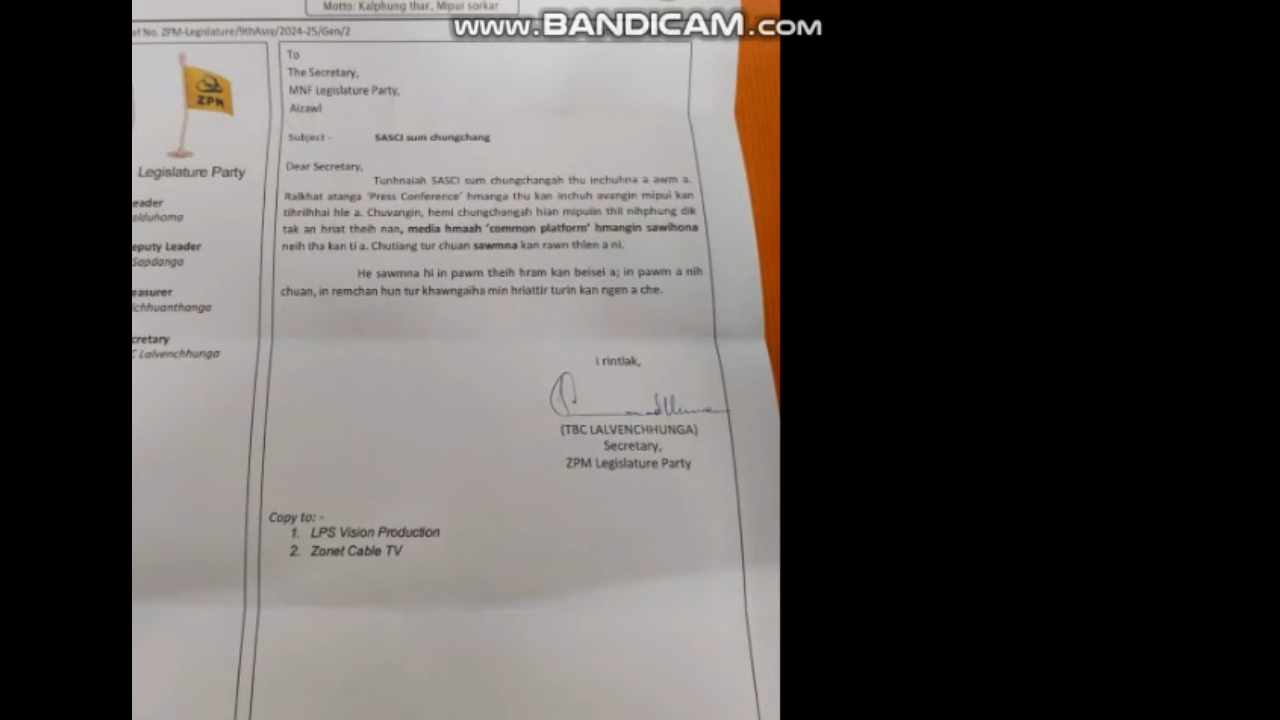 Motto: Kalphung thar, Mipui sorkar
www.BANDICAM.com
et No. ZPM-Legislature/9thAssy/2024-25/Gen/2
ZPM
Legislature Party
eader
alduhoma
eputy Leader
Sapdanga
easurer
ichhuanthanga
cretary
C Lalvenchhunga
To
The Secretary,
MNF Legislature Party,
Aizawl
Subject - SASCI sum chungchang
Dear Secretary,
Tunhnaiah SASCI sum chungchangah thu inchuhna a awm a.
Ralkhat atanga 'Press Conference' hmanga thu kan inchuh avangin mipui kan
tihrilhhai hle a. Chuvangin, hemi chungchangah hian mipuiin thil nihphung dik
tak an hriat theih nan, media hmaah 'common platform' hmangin sawihona
neih tha kan ti a. Chutiang tur chuan sawmna kan rawn thlen a ni.
He sawmna hi in pawm theih hram kan beisei a; in pawm a nih
chuan, in remchan hun tur khawngaiha min hriattir turin kan ngen a che.
I rintlak,
(TBC LALVENCHHUNGA)
Secretary,
ZPM Legislature Party
Copy to: -
1. LPS Vision Production
2. Zonet Cable TV